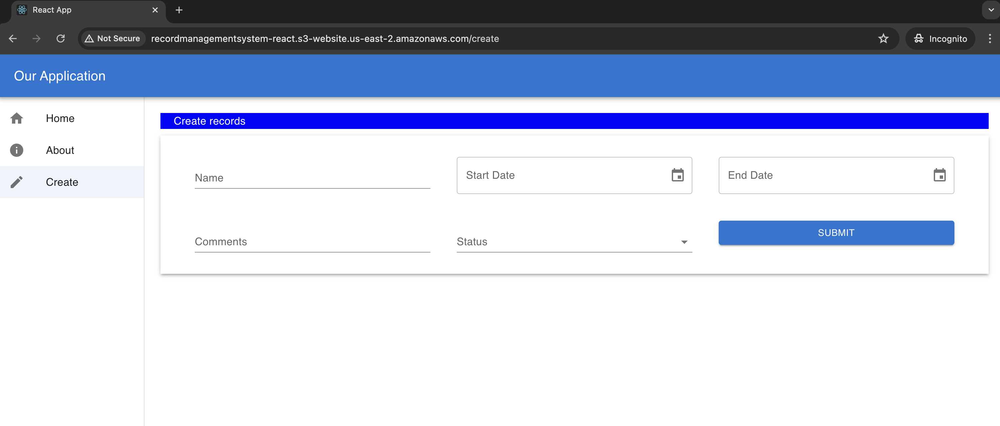 React App
Not Secure recordmanagementsystem-react.s3-website.us-east-2.amazonaws.com/create Incognito
Our Application
Home
About
Create
Create records
Name Start Date End Date
Comments Status SUBMIT